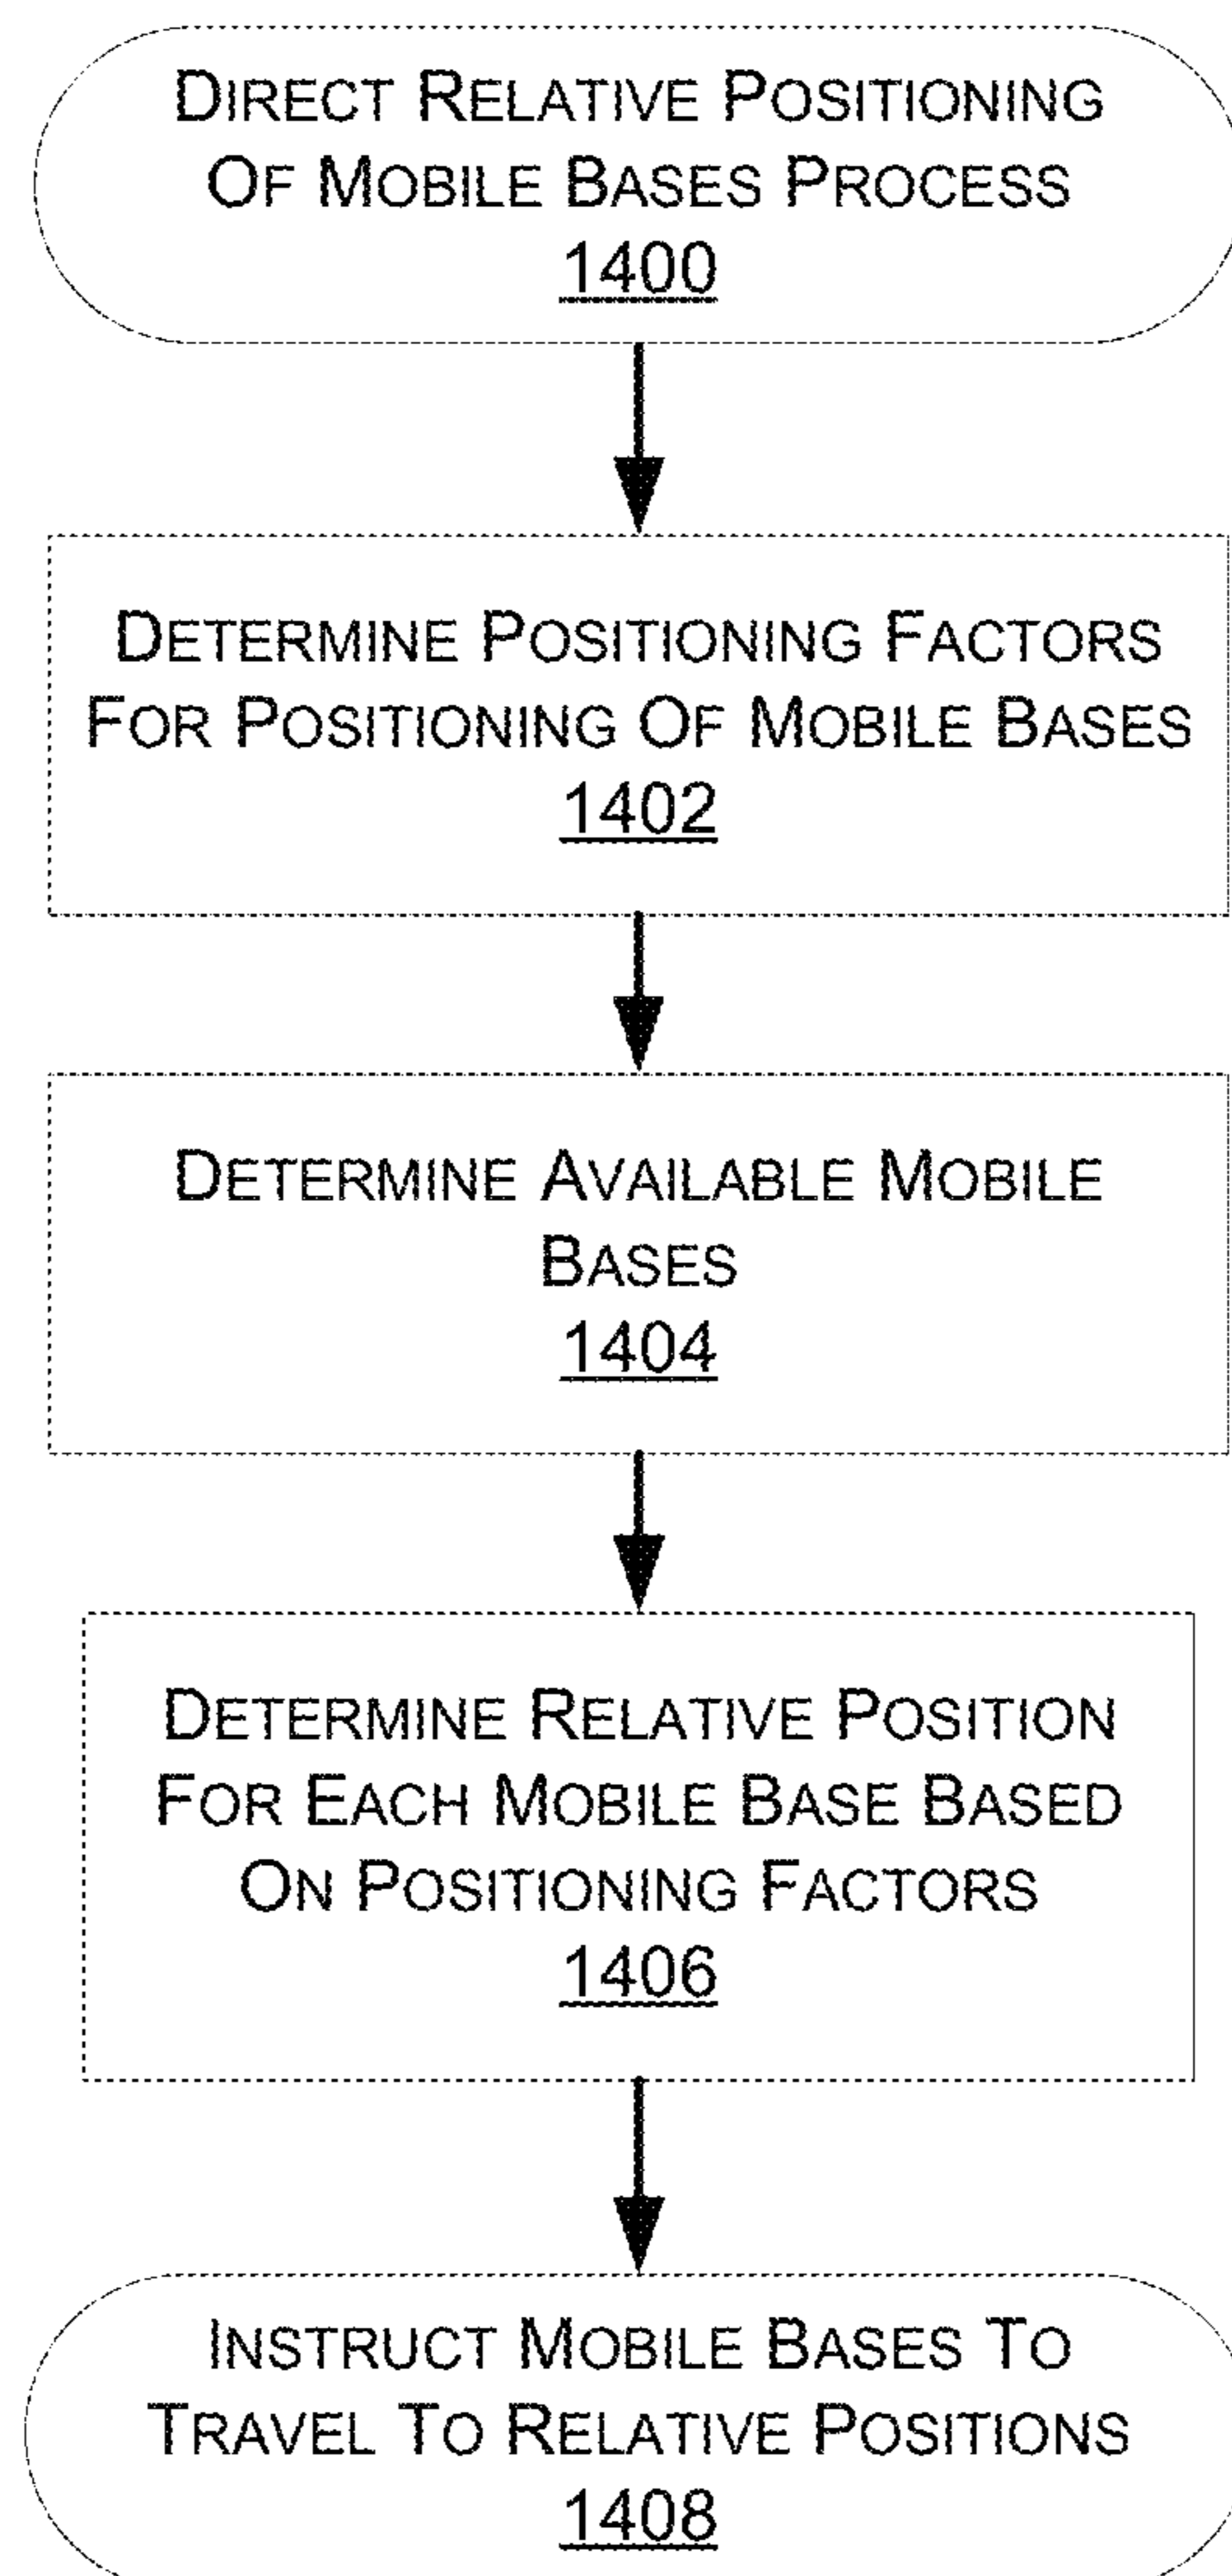 DIRECT RELATIVE POSITIONING
OF MOBILE BASES PROCESS
1400
DETERMINE POSITIONING FACTORS
FOR POSITIONING OF MOBILE BASES
1402
DETERMINE AVAILABLE MOBILE
BASES
1404
DETERMINE RELATIVE POSITION
FOR EACH MOBILE BASE BASED
ON POSITIONING FACTORS
1406
INSTRUCT MOBILE BASES TO
TRAVEL TO RELATIVE POSITIONS
1408